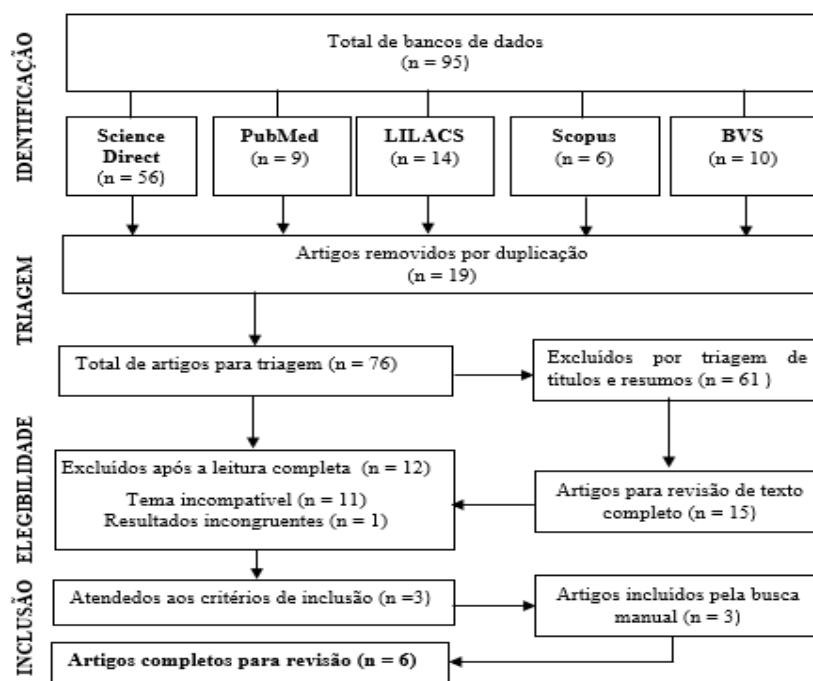 IDENTIFICAÇÃO
Total de bancos de dados
(n = 95)
Science
Direct
(n = 56)
PubMed
(n = 9)
LILACS
(n = 14)
Scopus
(n = 6)
BVS
(n = 10)
TRIAGEM
Artigos removidos por duplicação
(n = 19)
Total de artigos para triagem (n = 76)
Excluídos por triagem de
títulos e resumos (n = 61 )
ELEGIBILIDADE
Excluídos após a leitura completa (n = 12)
Tema incompatível (n = 11)
Resultados incongruentes (n = 1)
Artigos para revisão de texto
completo (n = 15)
INCLUSÃO
Atendedos aos critérios de inclusão (n =3)
Artigos incluídos pela busca
manual (n = 3)
Artigos completos para revisão (n = 6)